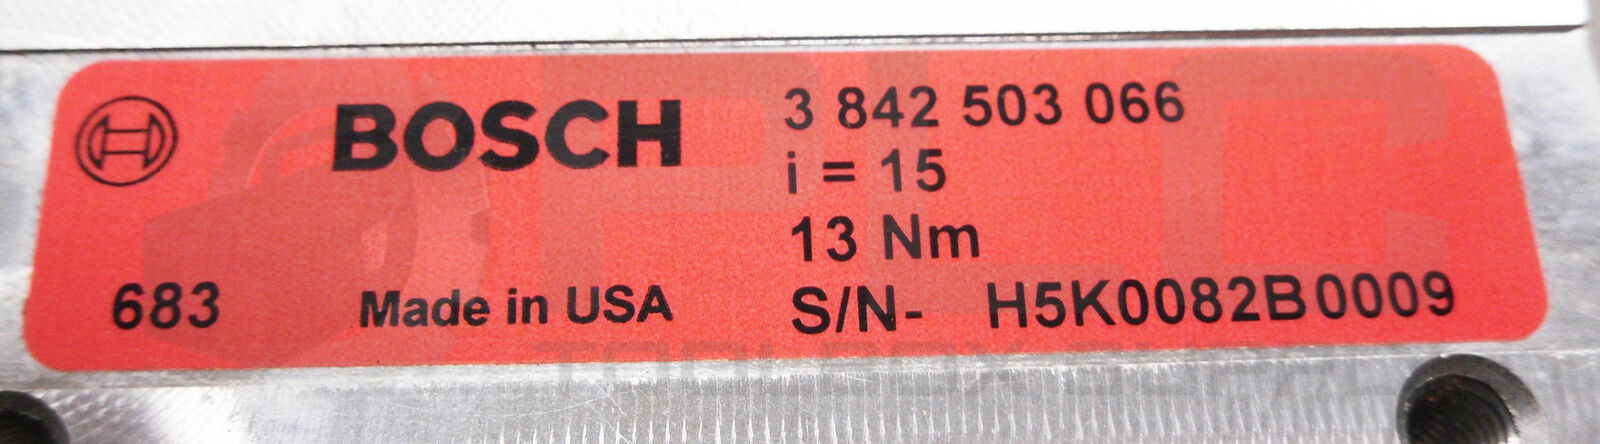 BOSCH
3 842 503 066
i = 15
13 Nm
683 Made in USA S/N- H5K0082B0009